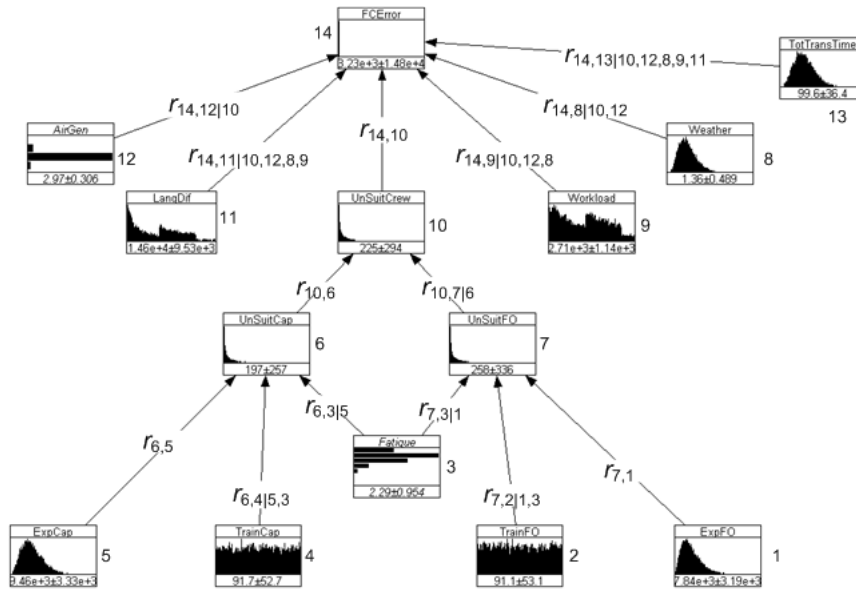 FCError
14
3.23e+3±1.48e+4
TotTransTime
99.6±36.4
13
r14,13|10,12,8,9,11
r14,12|10
r14,8|10,12
AirGen
12
2.97±0.306
r14,11|10,12,8,9
r14,10
r14,9|10,12,8
Weather
8
1.36±0.489
LangDif
11
1.46e+4±9.53e+3
UnSuitCrew
10
225±294
Workload
9
2.71e+3±1.14e+3
r10,6
r10,7|6
UnSuitCap
6
197±257
UnSuitFO
7
258±336
r6,3|5
r7,3|1
r6,5
Fatique
3
2.29±0.954
r7,1
r6,4|5,3
r7,2|1,3
ExpCap
5
9.46e+3±3.33e+3
TrainCap
4
91.7±52.7
TrainFO
2
91.1±53.1
ExpFO
1
7.84e+3±3.19e+3